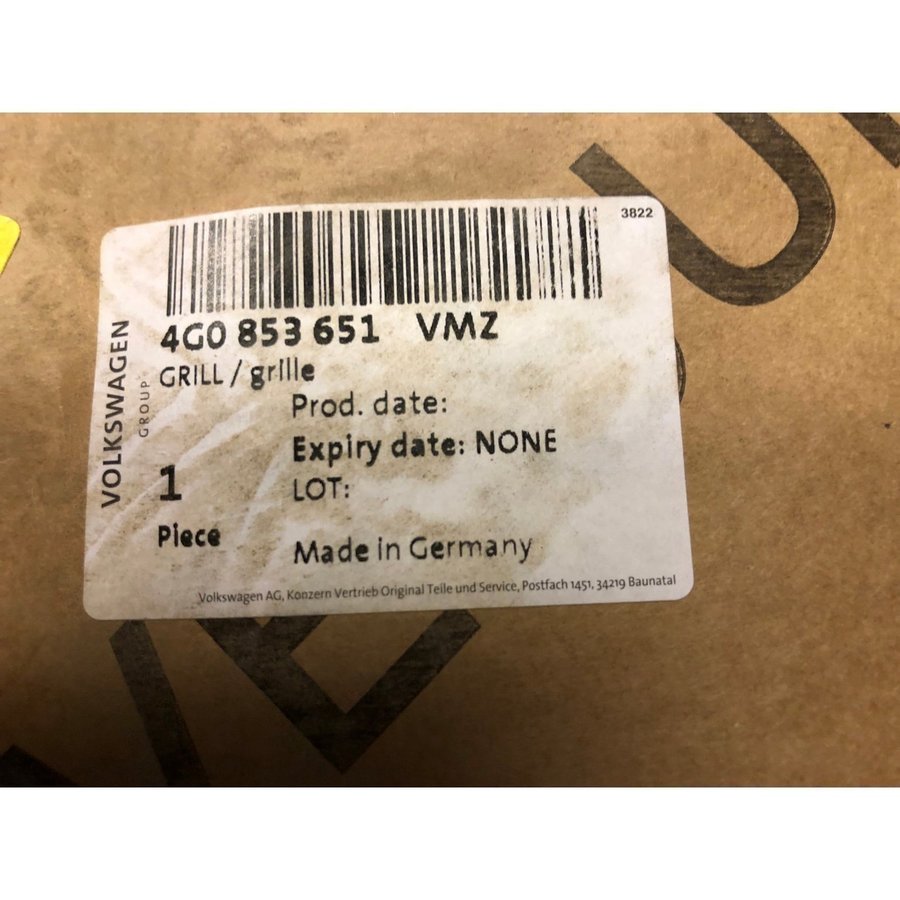 3822
4G0 853 651 VMZ
GRILL / grille
VOLKSWAGEN
GROUP
Prod. date:
Expiry date: NONE
1
LOT:
Piece
Made in Germany
Volkswagen AG, Konzern Vertrieb Original Teile und Service, Postfach 1451, 34219 Baunatal